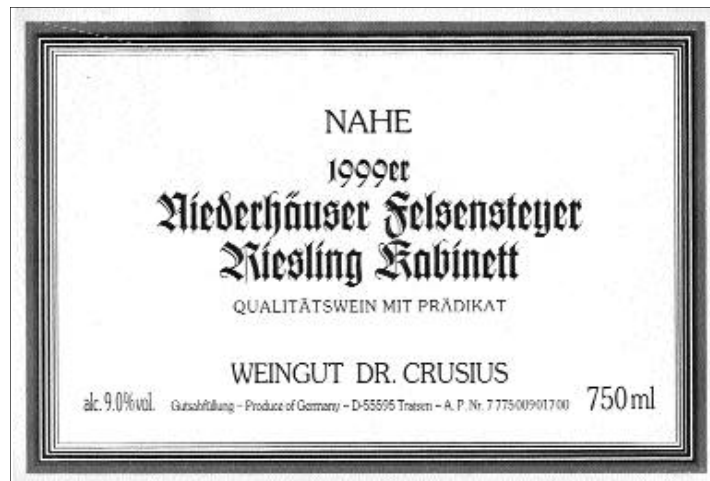 NAHE
1999er
Niederhäuser Felsensteyer
Riesling Kabinett
QUALITÄTSWEIN MIT PRÄDIKAT
WEINGUT DR. CRUSIUS
alc. 9.0% vol. Gutsabfüllung – Produce of Germany – D-55595 Traisen – A. P. Nr. 7 775 009 017 00 750 ml